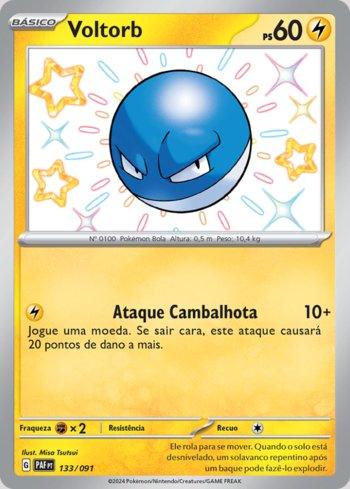 BÁSICO
Voltorb
PS 60
Nº 0100 Pokémon Bola Altura: 0,5 m Peso: 10,4 kg
Ataque Cambalhota 10+
Jogue uma moeda. Se sair cara, este ataque causará
20 pontos de dano a mais.
Fraqueza ×2 Resistência Recuo
Ilust. Misa Tsutsui
G PAF PT 133/091
Ele rola para se mover. Quando o solo está
desnivelado, um solavanco repentino após
um baque pode fazê-lo explodir.
©2024 Pokémon/Nintendo/Creatures/GAME FREAK